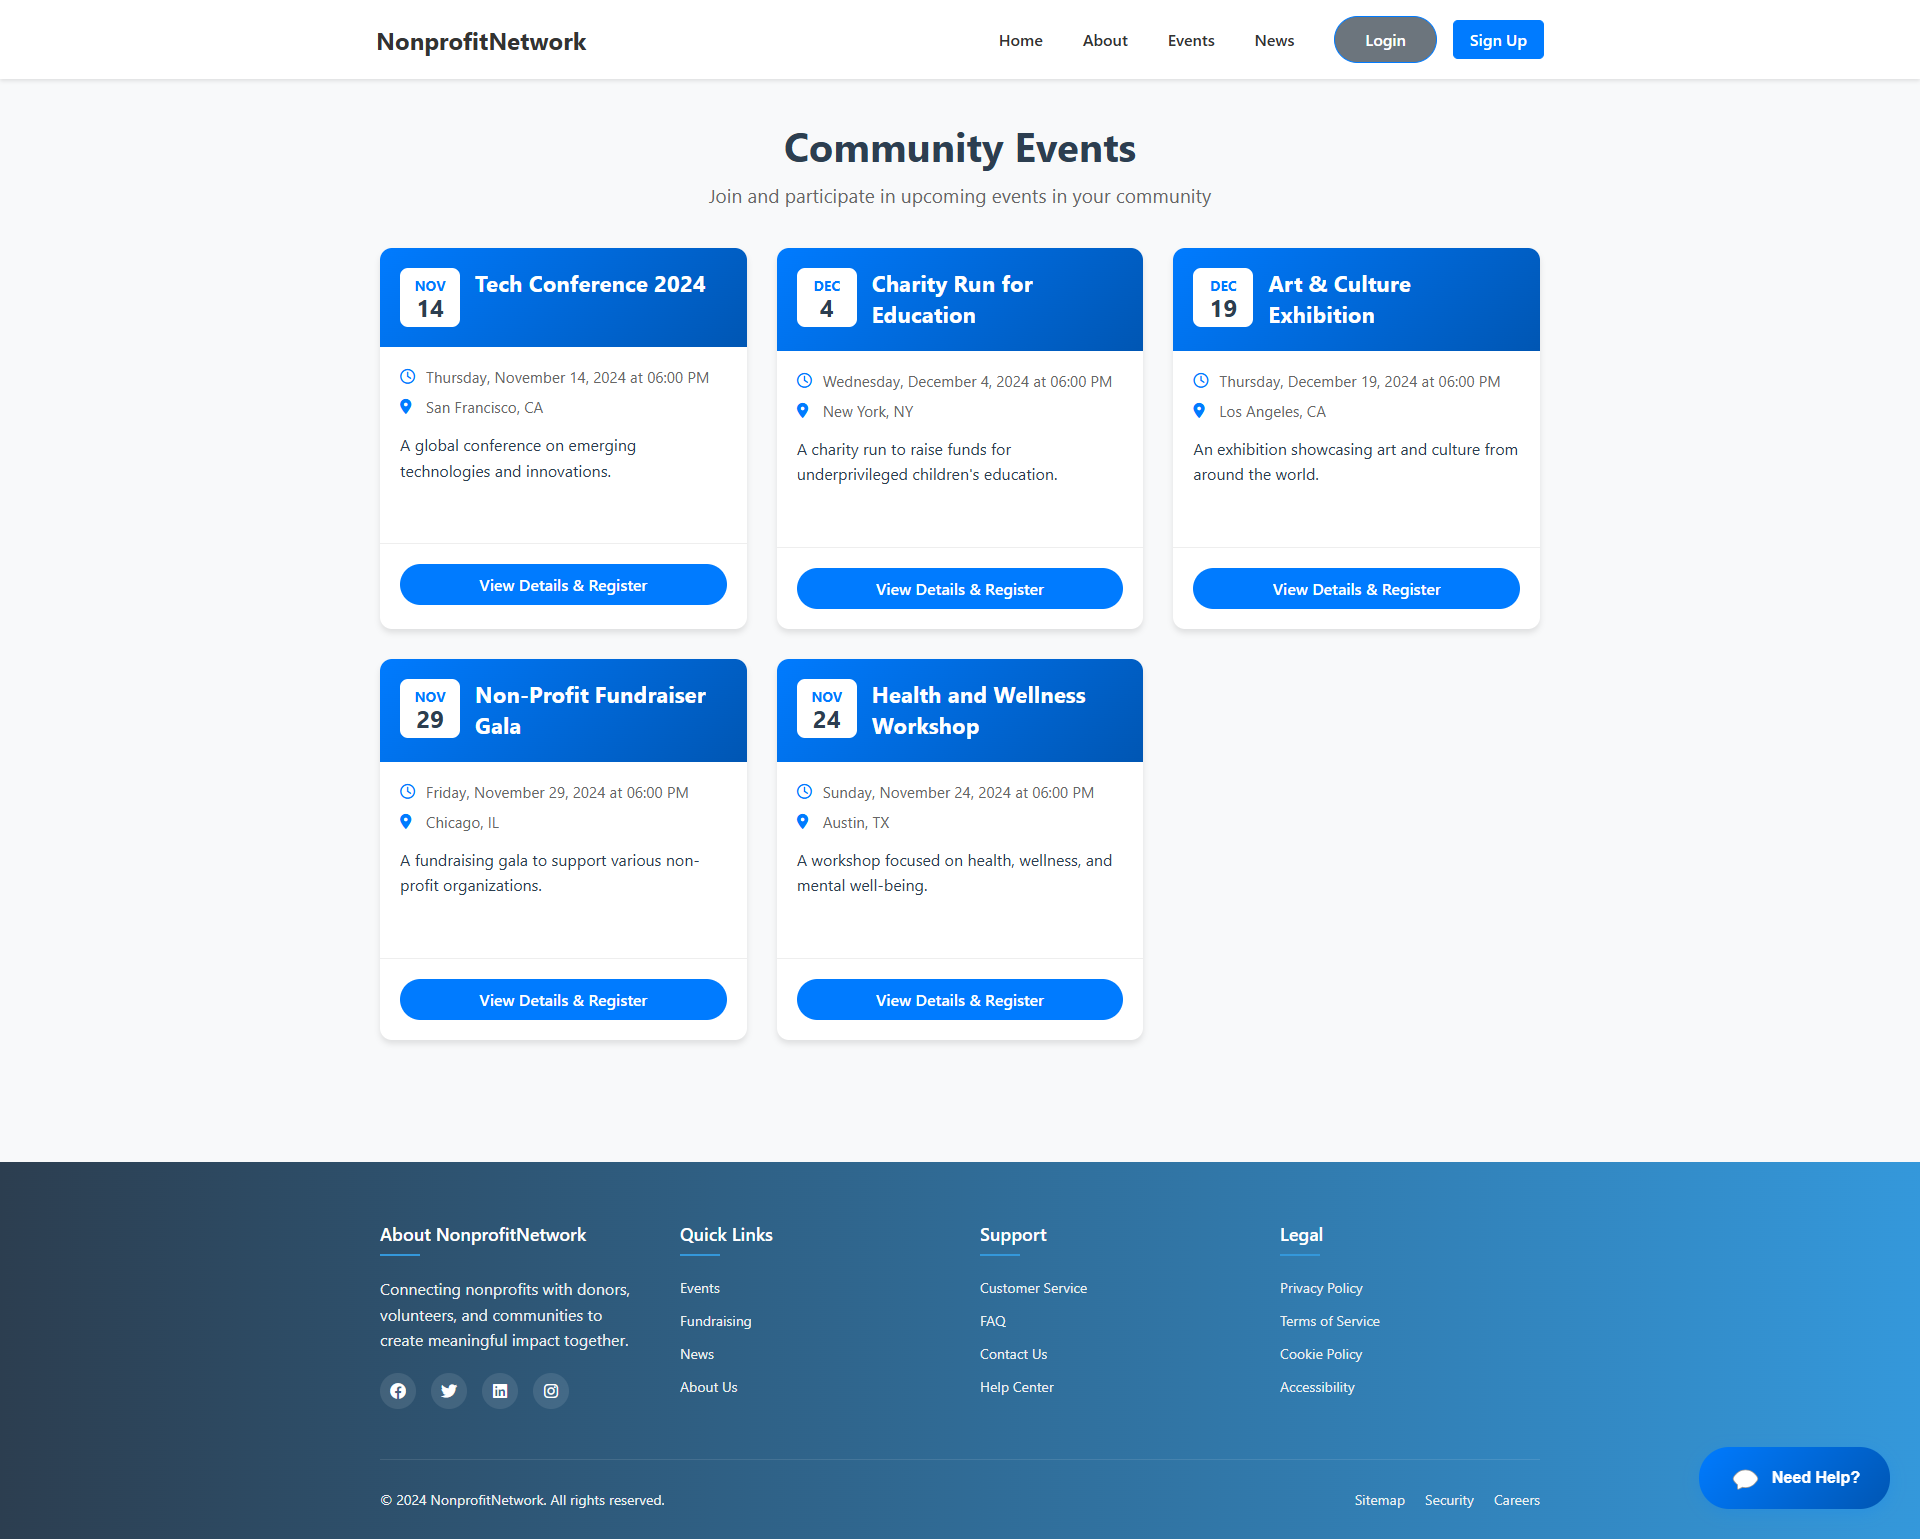 NonprofitNetwork
Home
About
Events
News
Login
Sign Up
Community Events
Join and participate in upcoming events in your community
NOV
14
Tech Conference 2024
Thursday, November 14, 2024 at 06:00 PM
San Francisco, CA
A global conference on emerging
technologies and innovations.
View Details & Register
DEC
4
Charity Run for
Education
Wednesday, December 4, 2024 at 06:00 PM
New York, NY
A charity run to raise funds for
underprivileged children's education.
View Details & Register
DEC
19
Art & Culture
Exhibition
Thursday, December 19, 2024 at 06:00 PM
Los Angeles, CA
An exhibition showcasing art and culture from
around the world.
View Details & Register
NOV
29
Non-Profit Fundraiser
Gala
Friday, November 29, 2024 at 06:00 PM
Chicago, IL
A fundraising gala to support various non-
profit organizations.
View Details & Register
NOV
24
Health and Wellness
Workshop
Sunday, November 24, 2024 at 06:00 PM
Austin, TX
A workshop focused on health, wellness, and
mental well-being.
View Details & Register
About NonprofitNetwork
Connecting nonprofits with donors,
volunteers, and communities to
create meaningful impact together.
Quick Links
Events
Fundraising
News
About Us
Support
Customer Service
FAQ
Contact Us
Help Center
Legal
Privacy Policy
Terms of Service
Cookie Policy
Accessibility
© 2024 NonprofitNetwork. All rights reserved.
Sitemap
Security
Careers
Need Help?